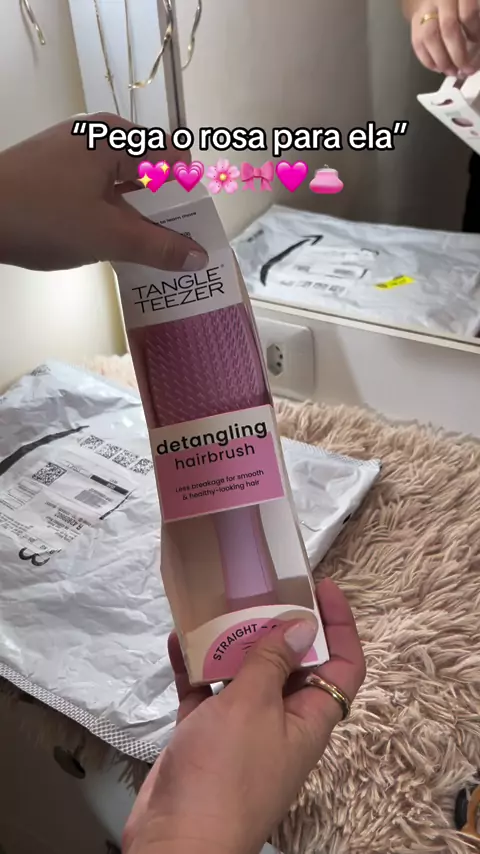 "Pega o rosa para ela"
💖💗🌸🎀🩷👛
TANGLE
TEEZER
detangling
hairbrush
Less breakage for smooth
& healthy-looking hair
STRAIGHT